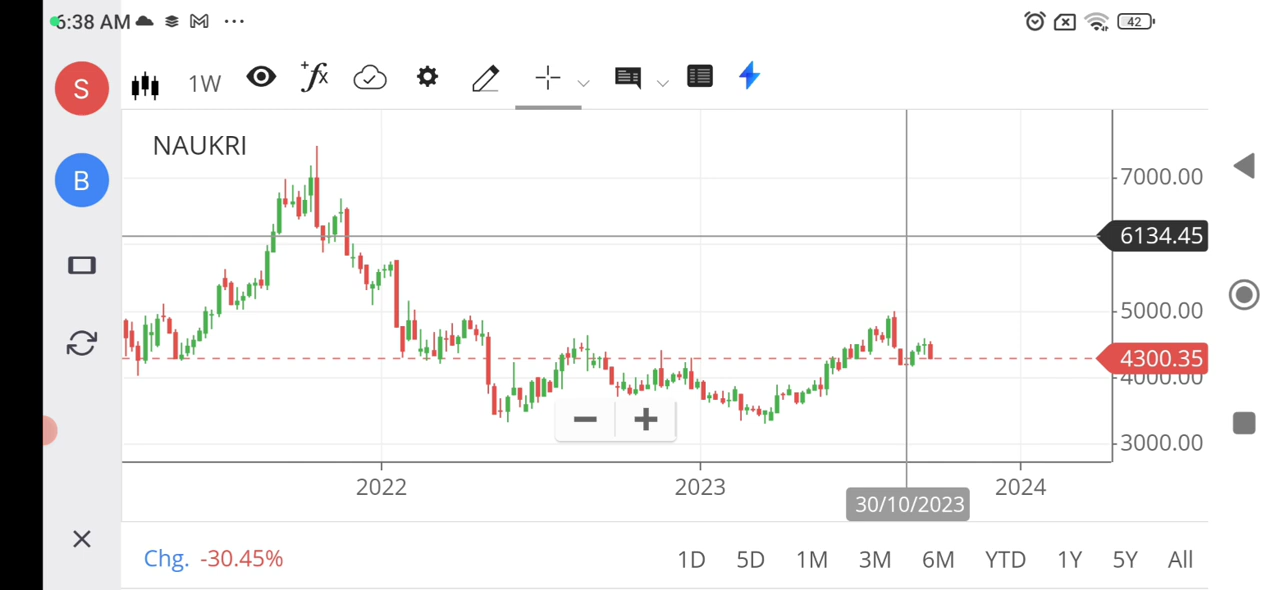 6:38 AM
42
S
1W
fx
NAUKRI
B
7000.00
6134.45
5000.00
4300.35
4000.00
3000.00
2022
2023
2024
30/10/2023
Chg. -30.45%
1D 5D 1M 3M 6M YTD 1Y 5Y All